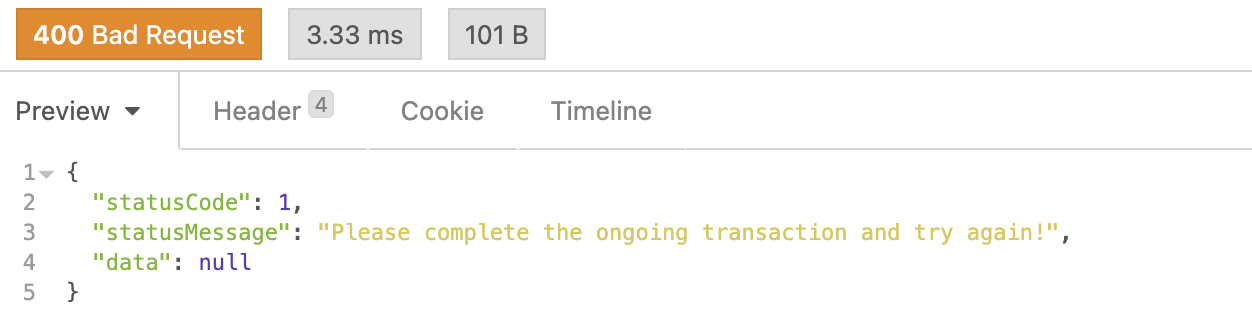 400 Bad Request 3.33 ms 101 B
Preview Header 4 Cookie Timeline
1 {
2 "statusCode": 1,
3 "statusMessage": "Please complete the ongoing transaction and try again!",
4 "data": null
5 }